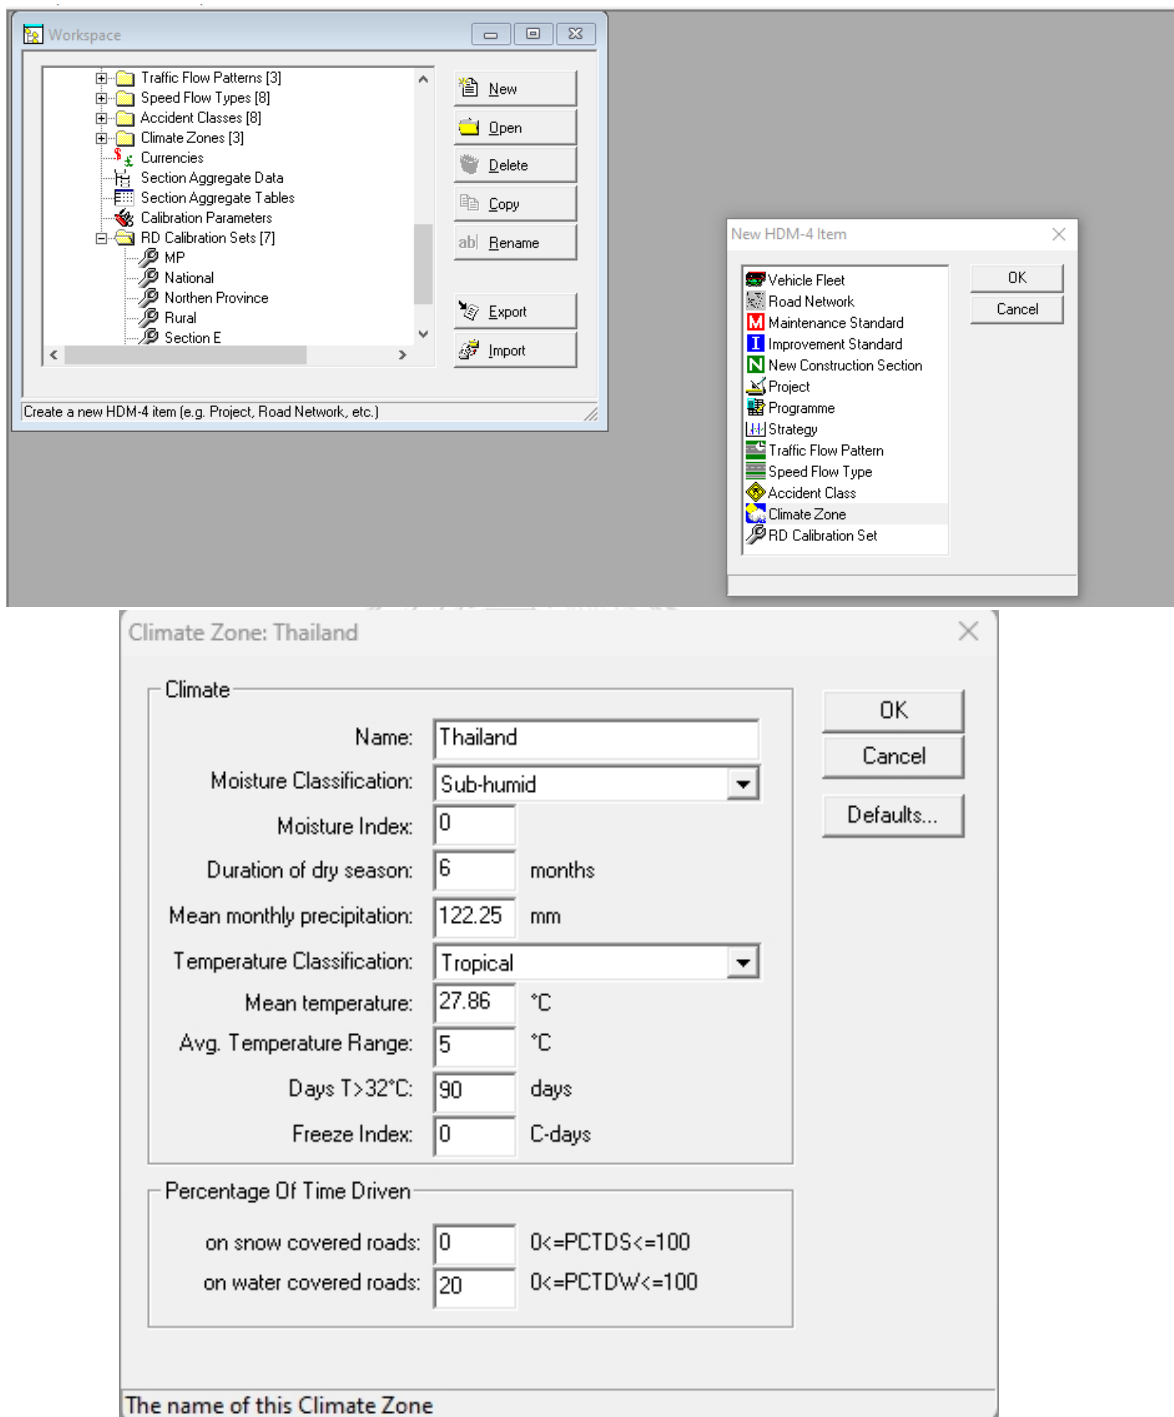 Workspace
Traffic Flow Patterns [3]
Speed Flow Types [8]
Accident Classes [8]
Climate Zones [3]
Currencies
Section Aggregate Data
Section Aggregate Tables
Calibration Parameters
RD Calibration Sets [7]
MP
National
Northen Province
Rural
Section E
New
Open
Delete
Copy
ab| Rename
Export
Import
Create a new HDM-4 item (e.g. Project, Road Network, etc.)
New HDM-4 Item
Vehicle Fleet
Road Network
M Maintenance Standard
I Improvement Standard
N New Construction Section
Project
Programme
Strategy
Traffic Flow Pattern
Speed Flow Type
Accident Class
Climate Zone
RD Calibration Set
OK
Cancel
Climate Zone: Thailand
Climate
Name: Thailand
Moisture Classification: Sub-humid
Moisture Index: 0
Duration of dry season: 6 months
Mean monthly precipitation: 122.25 mm
Temperature Classification: Tropical
Mean temperature: 27.86 °C
Avg. Temperature Range: 5 °C
Days T>32°C: 90 days
Freeze Index: 0 C-days
OK
Cancel
Defaults...
Percentage Of Time Driven
on snow covered roads: 0 0<=PCTDS<=100
on water covered roads: 20 0<=PCTDW<=100
The name of this Climate Zone